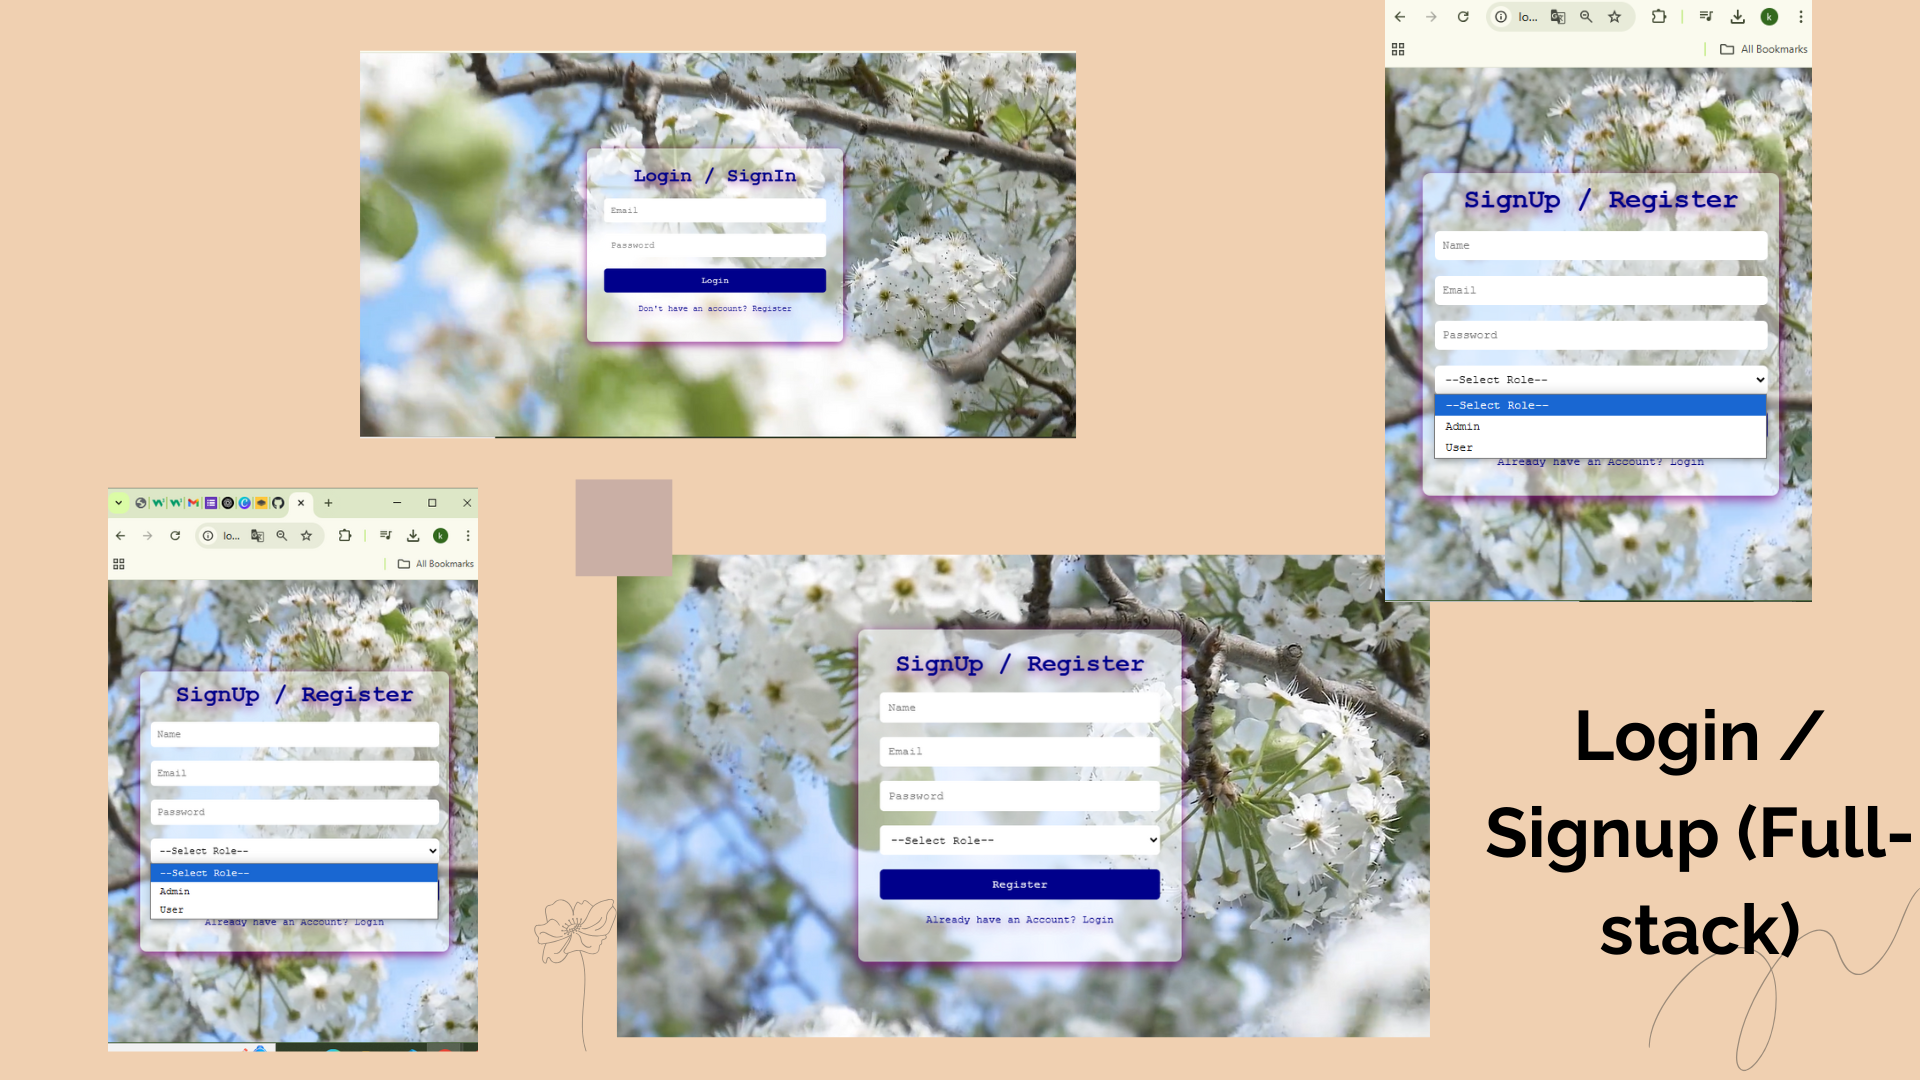 Login / SignIn
Email
Password
Login
Don't have an account? Register
lo...
k
All Bookmarks
SignUp / Register
Name
Email
Password
--Select Role--
--Select Role--
Admin
User
Already have an Account? Login
lo...
k
All Bookmarks
SignUp / Register
Name
Email
Password
--Select Role--
--Select Role--
Admin
User
Already have an Account? Login
SignUp / Register
Name
Email
Password
--Select Role--
Register
Already have an Account? Login
Login /
Signup (Full-
stack)